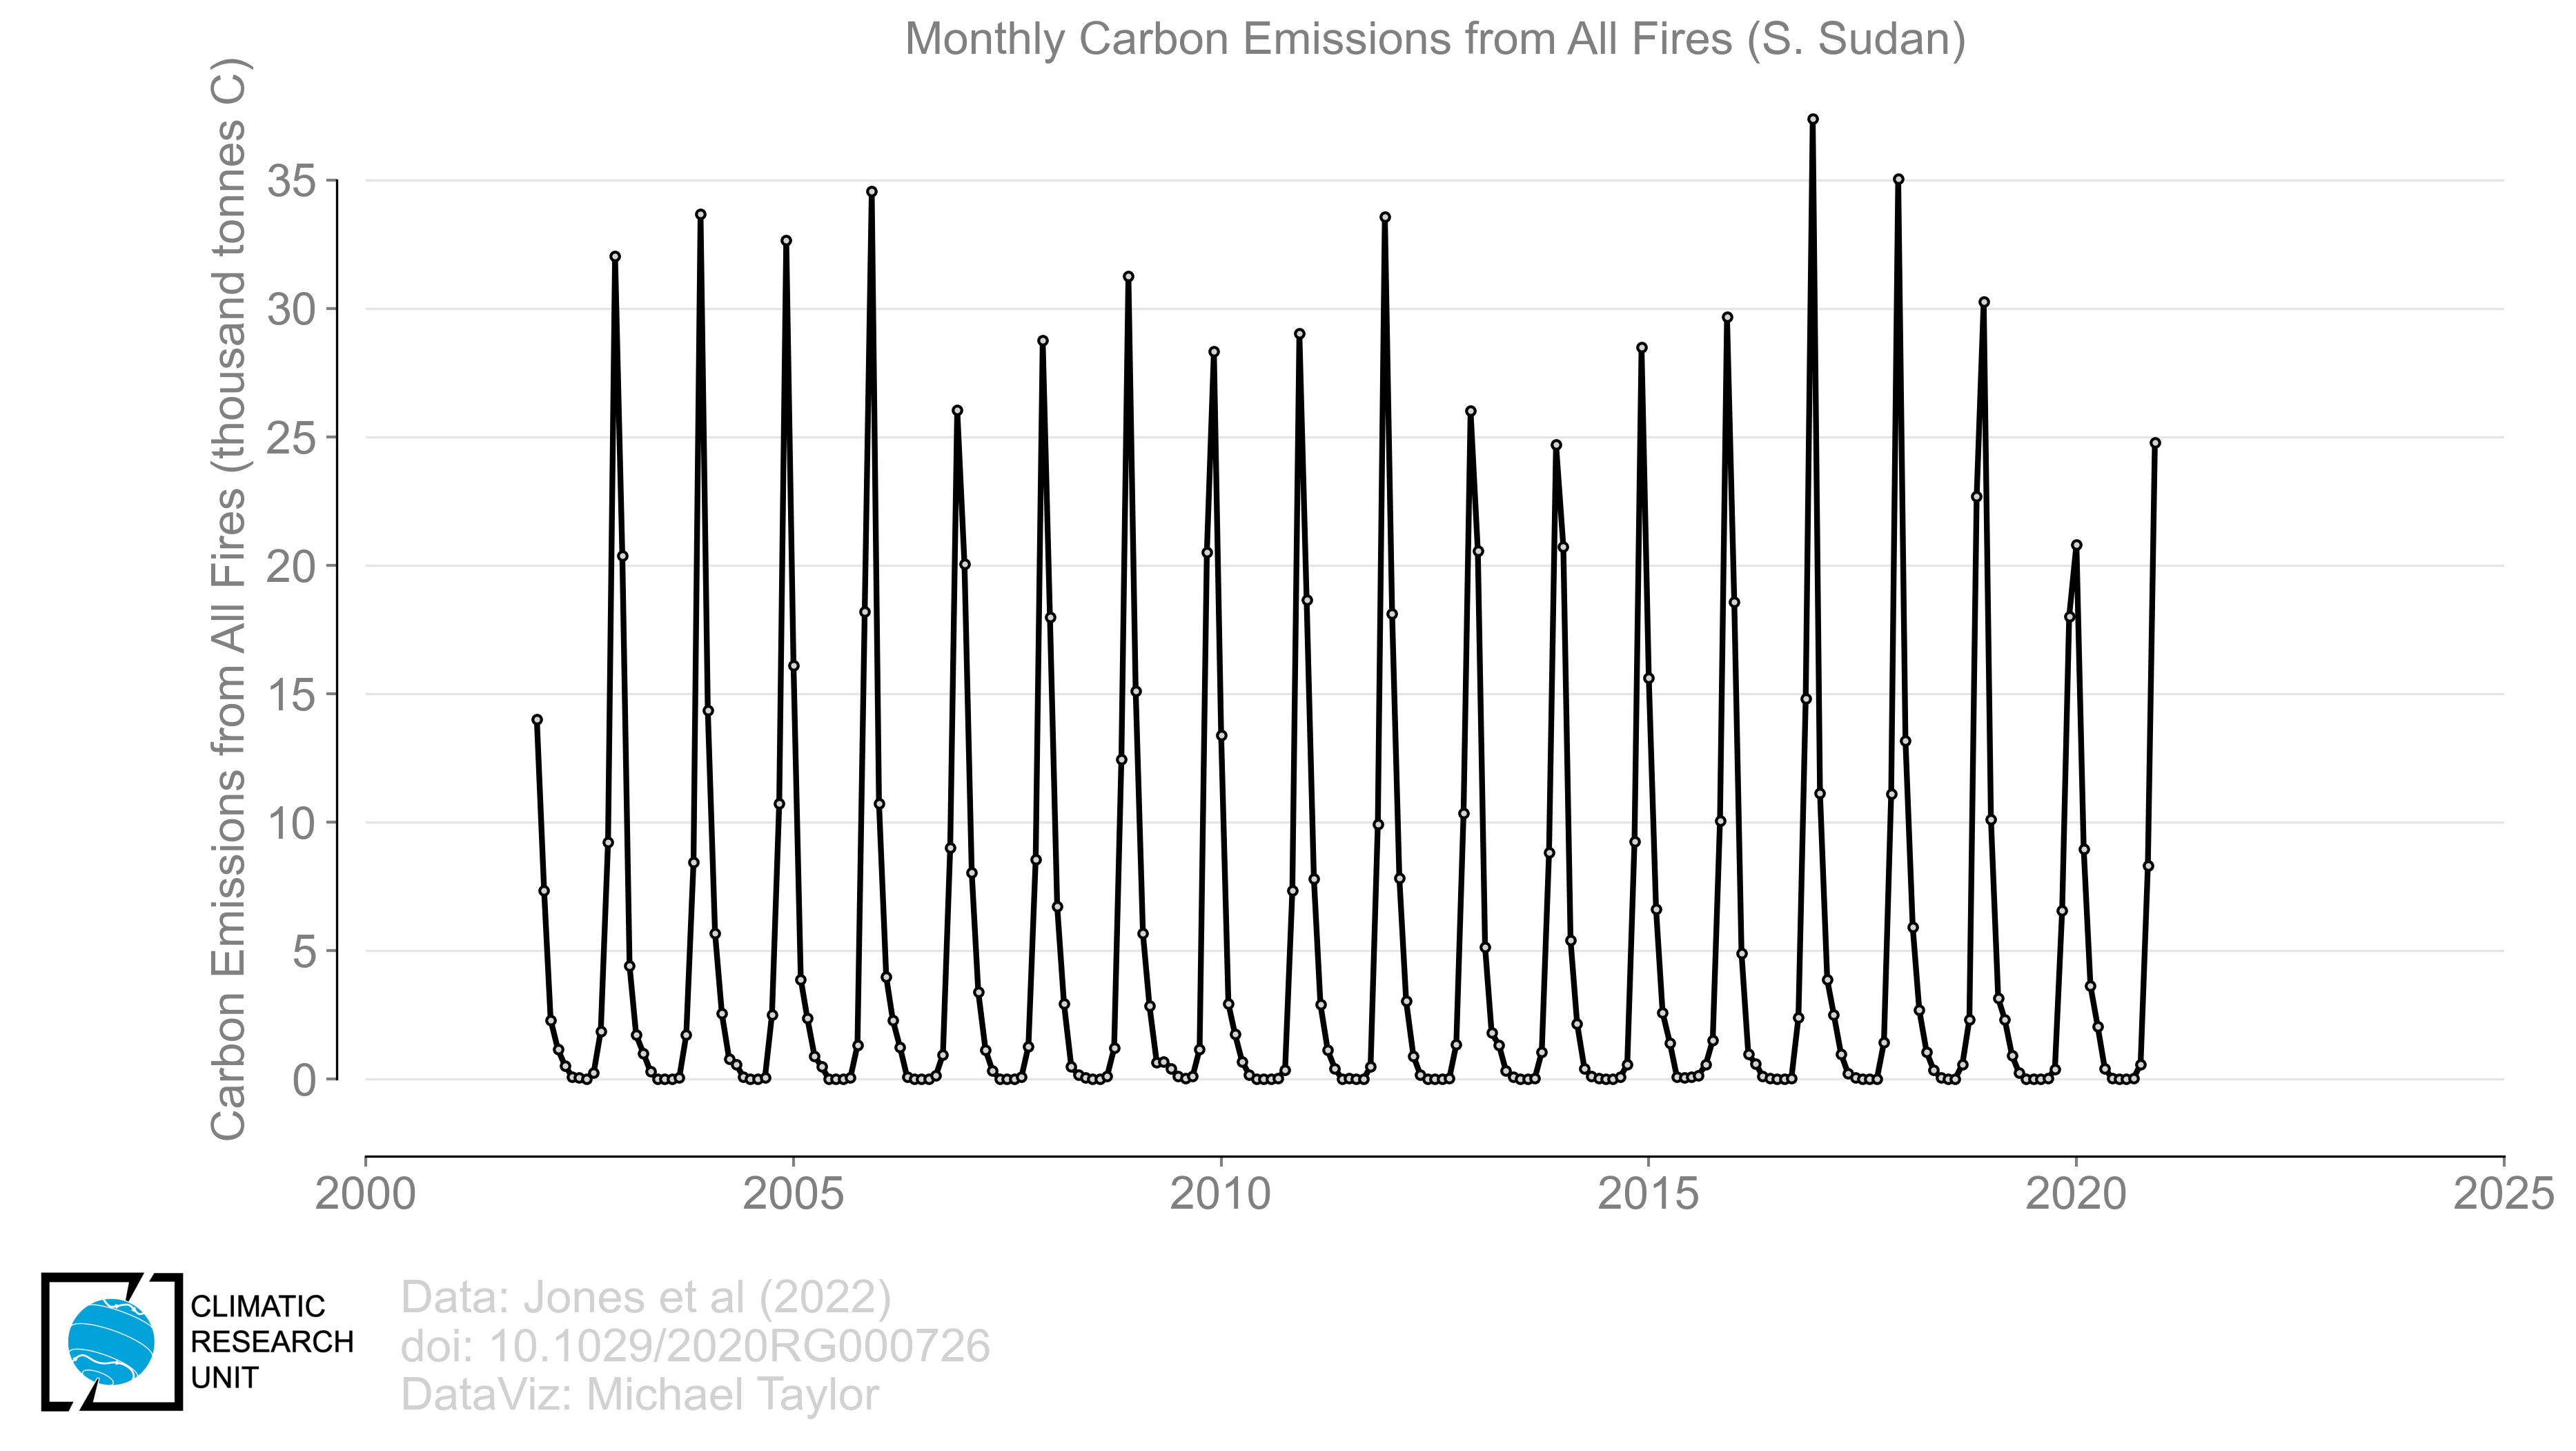 Monthly Carbon Emissions from All Fires (S. Sudan)
Carbon Emissions from All Fires (thousand tonnes C)
35
30
25
20
15
10
5
0
2000 2005 2010 2015 2020 2025
CLIMATIC
RESEARCH
UNIT
Data: Jones et al (2022)
doi: 10.1029/2020RG000726
DataViz: Michael Taylor